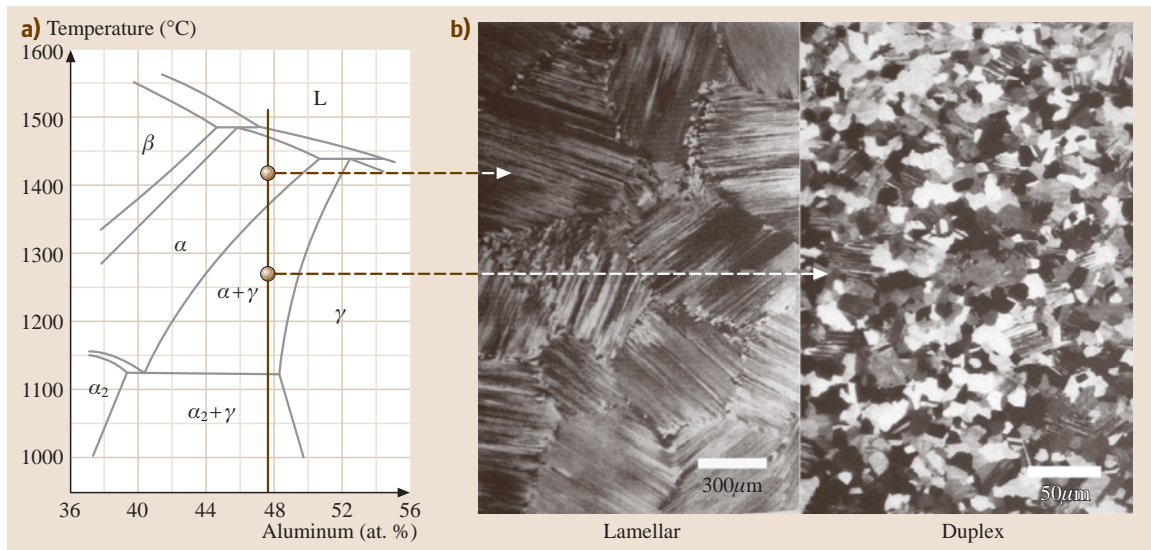 a) Temperature (°C)
1600
1500
1400
1300
1200
1100
1000
36 40 44 48 52 56
Aluminum (at. %)
L
β
α
α+γ
γ
α₂
α₂+γ
b)
300μm
50μm
Lamellar
Duplex